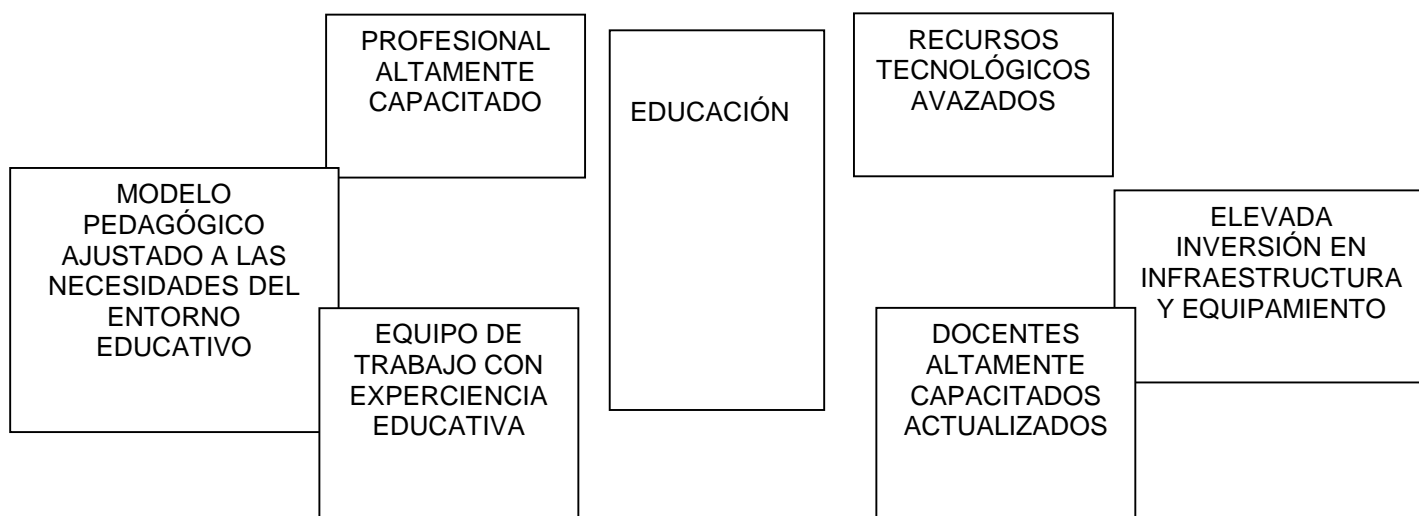 PROFESIONAL
ALTAMENTE
CAPACITADO
EDUCACIÓN
RECURSOS
TECNOLÓGICOS
AVAZADOS
MODELO
PEDAGÓGICO
AJUSTADO A LAS
NECESIDADES DEL
ENTORNO
EDUCATIVO
ELEVADA
INVERSIÓN EN
INFRAESTRUCTURA
Y EQUIPAMIENTO
EQUIPO DE
TRABAJO CON
EXPERCIENCIA
EDUCATIVA
DOCENTES
ALTAMENTE
CAPACITADOS
ACTUALIZADOS